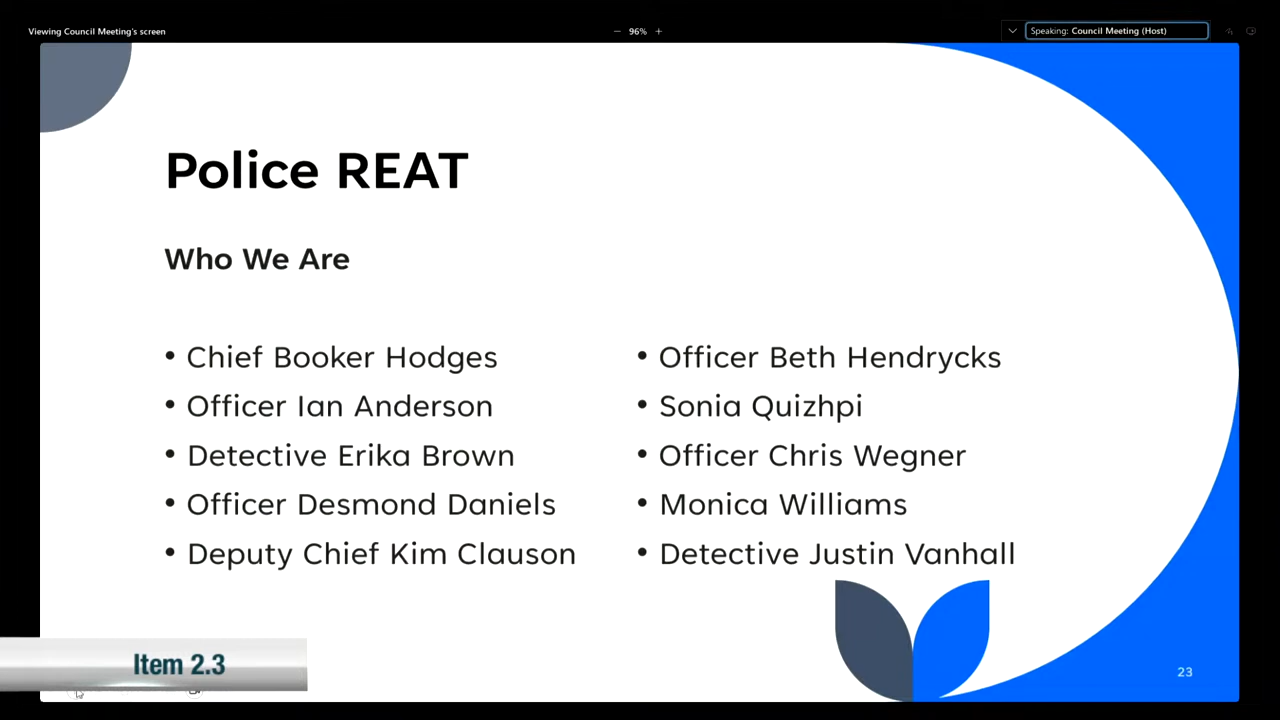 Viewing Council Meeting's screen
− 96% +
Speaking: Council Meeting (Host)
Police REAT
Who We Are
• Chief Booker Hodges
• Officer Ian Anderson
• Detective Erika Brown
• Officer Desmond Daniels
• Deputy Chief Kim Clauson
• Officer Beth Hendrycks
• Sonia Quizhpi
• Officer Chris Wegner
• Monica Williams
• Detective Justin Vanhall
Item 2.3
23